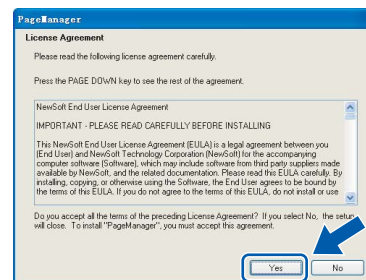 PageManager
License Agreement
Please read the following license agreement carefully.
Press the PAGE DOWN key to see the rest of the agreement.
NewSoft End User License Agreement
IMPORTANT - PLEASE READ CAREFULLY BEFORE INSTALLING
This NewSoft End User License Agreement (EULA) is a legal agreement between you
(End User) and NewSoft Technology Corporation (NewSoft) for the accompanying
computer software (Software), which may include software from third party suppliers made
available by NewSoft, and the related documentation. Please read this EULA carefully. By
installing, copying, or otherwise using the Software, the End User agrees to be bound by
the terms of this EULA. If you do not agree to the terms of this EULA, do not install or use
Do you accept all the terms of the preceding License Agreement? If you select No, the setup
will close. To install "PageManager", you must accept this agreement.
Yes
No